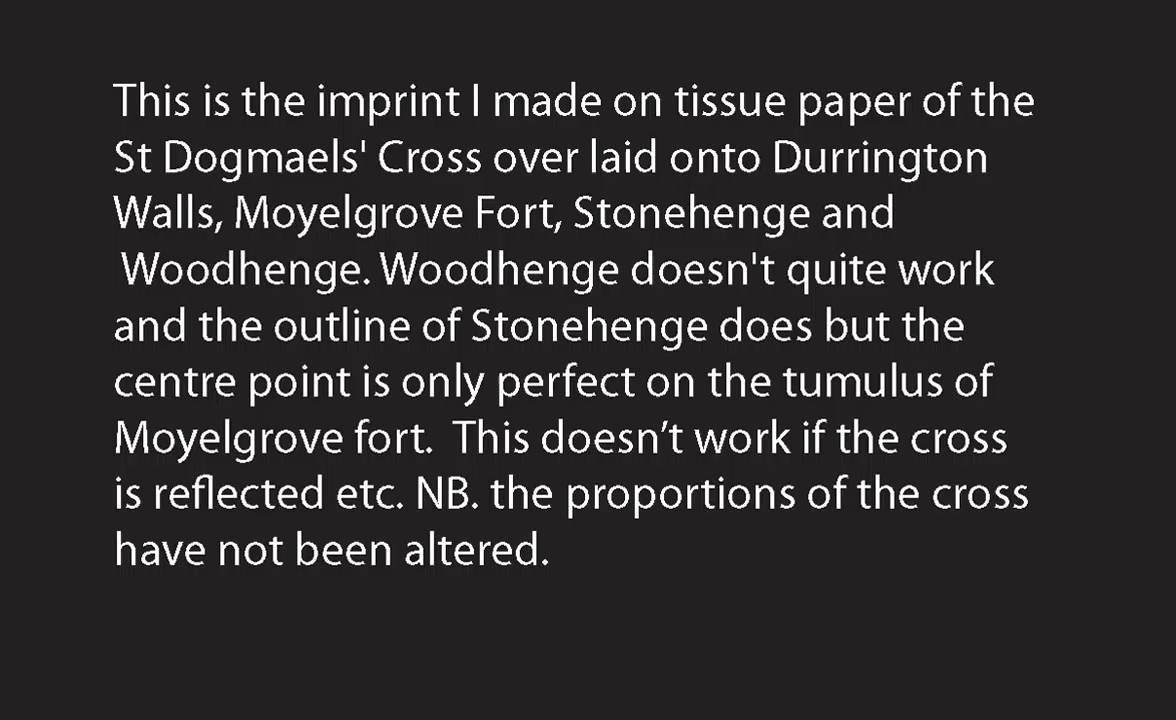 This is the imprint I made on tissue paper of the
St Dogmaels' Cross over laid onto Durrington
Walls, Moyelgrove Fort, Stonehenge and
Woodhenge. Woodhenge doesn't quite work
and the outline of Stonehenge does but the
centre point is only perfect on the tumulus of
Moyelgrove fort.  This doesn’t work if the cross
is reflected etc. NB. the proportions of the cross
have not been altered.